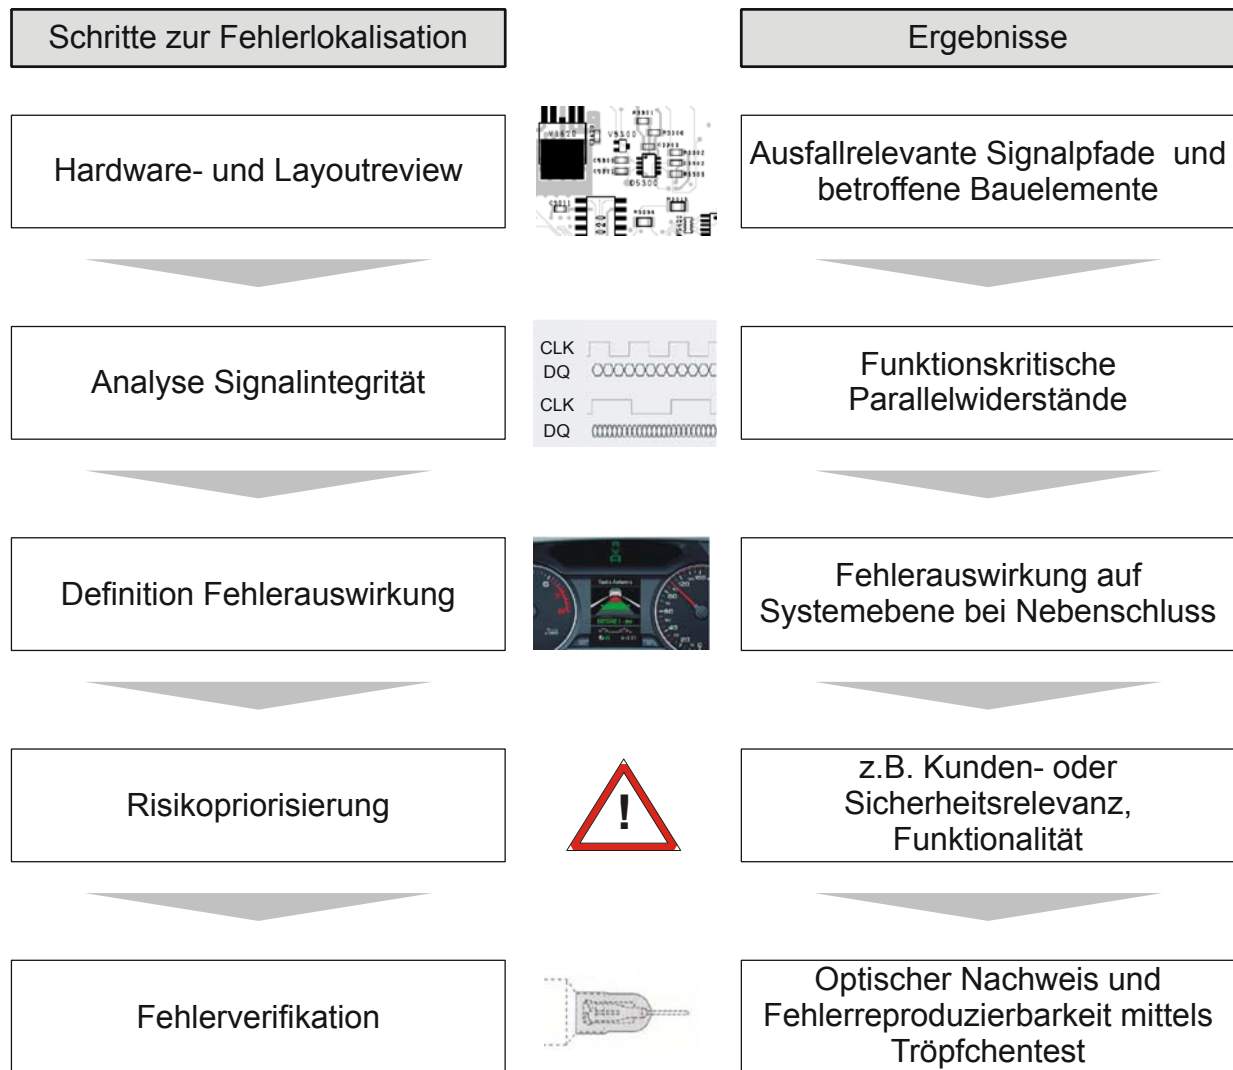 Schritte zur Fehlerlokalisation
Ergebnisse
Hardware- und Layoutreview
Ausfallrelevante Signalpfade und
betroffene Bauelemente
Analyse Signalintegrität
CLK
DQ
CLK
DQ
Funktionskritische
Parallelwiderstände
Definition Fehlerauswirkung
Fehlerauswirkung auf
Systemebene bei Nebenschluss
Risikopriorisierung
!
z.B. Kunden- oder
Sicherheitsrelevanz,
Funktionalität
Fehlerverifikation
Optischer Nachweis und
Fehlerreproduzierbarkeit mittels
Tröpfchentest